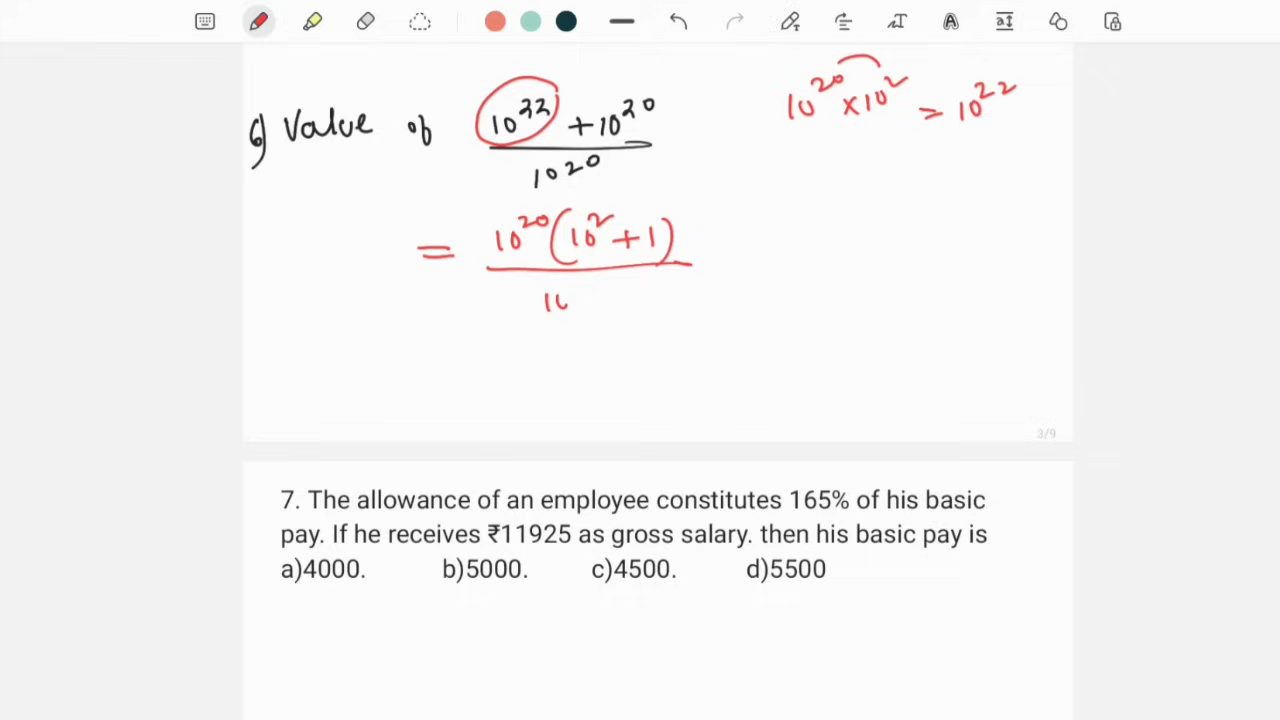 10²⁰ × 10² = 10²²
6) Value of 10²² + 10²⁰
10²⁰
= 10²⁰(10² + 1)
10
3/9
7. The allowance of an employee constitutes 165% of his basic
pay. If he receives ₹11925 as gross salary. then his basic pay is
a)4000. b)5000. c)4500. d)5500